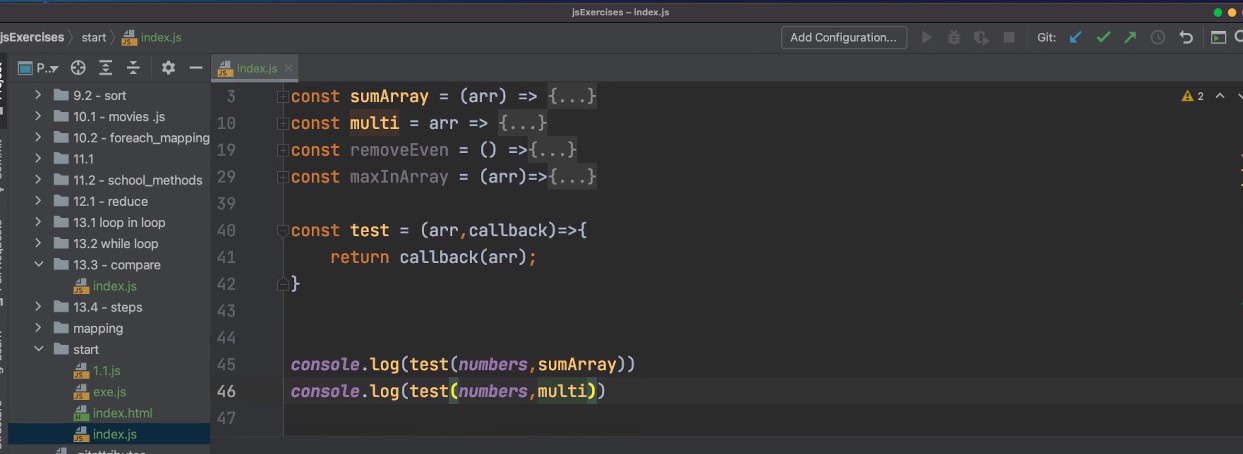 jsExercises – index.js
jsExercises start index.js
Add Configuration...
Git:
P..
index.js
9.2 - sort
10.1 - movies .js
10.2 - foreach_mapping
11.1
11.2 - school_methods
12.1 - reduce
13.1 loop in loop
13.2 while loop
13.3 - compare
index.js
13.4 - steps
mapping
start
1.1.js
exe.js
index.html
index.js
3 const sumArray = (arr) => {...}
10 const multi = arr => {...}
19 const removeEven = () =>{...}
29 const maxInArray = (arr)=>{...}
39
40 const test = (arr,callback)=>{
41 return callback(arr);
42 }
43
44
45 console.log(test(numbers,sumArray))
46 console.log(test(numbers,multi))
47
2